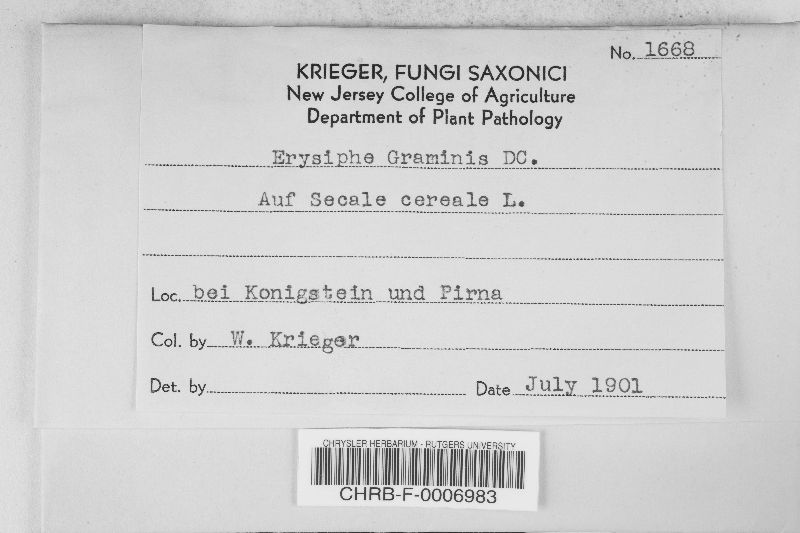 No. 1668
KRIEGER, FUNGI SAXONICI
New Jersey College of Agriculture
Department of Plant Pathology
Erysiphe Graminis DC.
Auf Secale cereale L.
Loc. bei Konigstein und Pirna
Col. by W. Krieger
Det. by
Date July 1901
CHRYSLER HERBARIUM - RUTGERS UNIVERSITY
CHRB-F-0006983